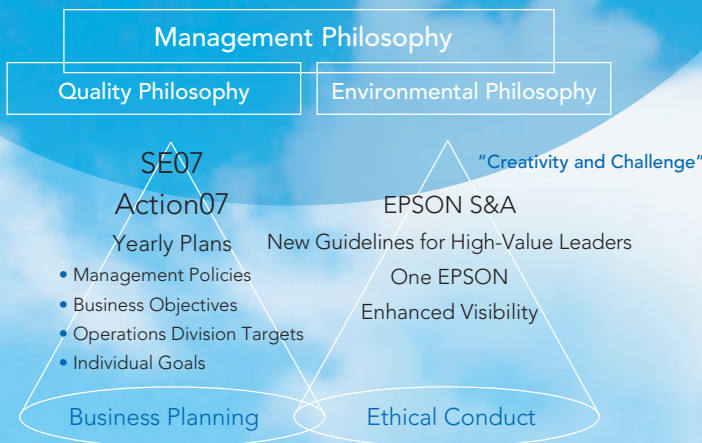 Management Philosophy
Quality Philosophy
Environmental Philosophy
"Creativity and Challenge"
SE07
Action07
Yearly Plans
• Management Policies
• Business Objectives
• Operations Division Targets
• Individual Goals
Business Planning
EPSON S&A
New Guidelines for High-Value Leaders
One EPSON
Enhanced Visibility
Ethical Conduct